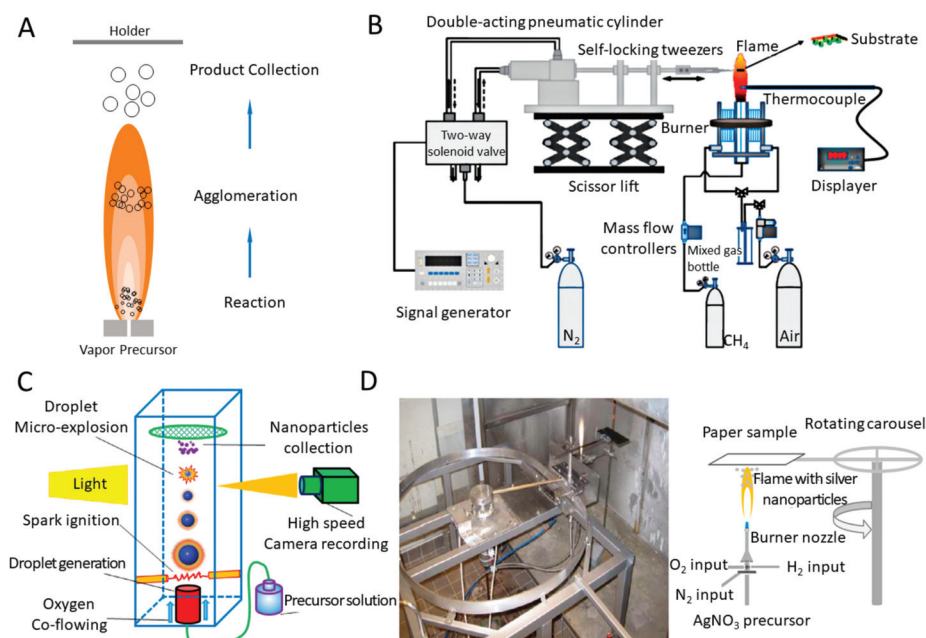 A
Holder
Product Collection
Agglomeration
Reaction
Vapor Precursor
B
Double-acting pneumatic cylinder
Self-locking tweezers
Flame
Substrate
Thermocouple
Burner
Two-way
solenoid valve
Scissor lift
Displayer
Mass flow
controllers
Mixed gas
bottle
Signal generator
N2
CH4
Air
C
Droplet
Micro-explosion
Nanoparticles
collection
Light
Spark ignition
High speed
Camera recording
Droplet generation
Oxygen
Co-flowing
Precursor solution
D
Paper sample
Rotating carousel
Flame with silver
nanoparticles
Burner nozzle
O2 input
H2 input
N2 input
AgNO3 precursor